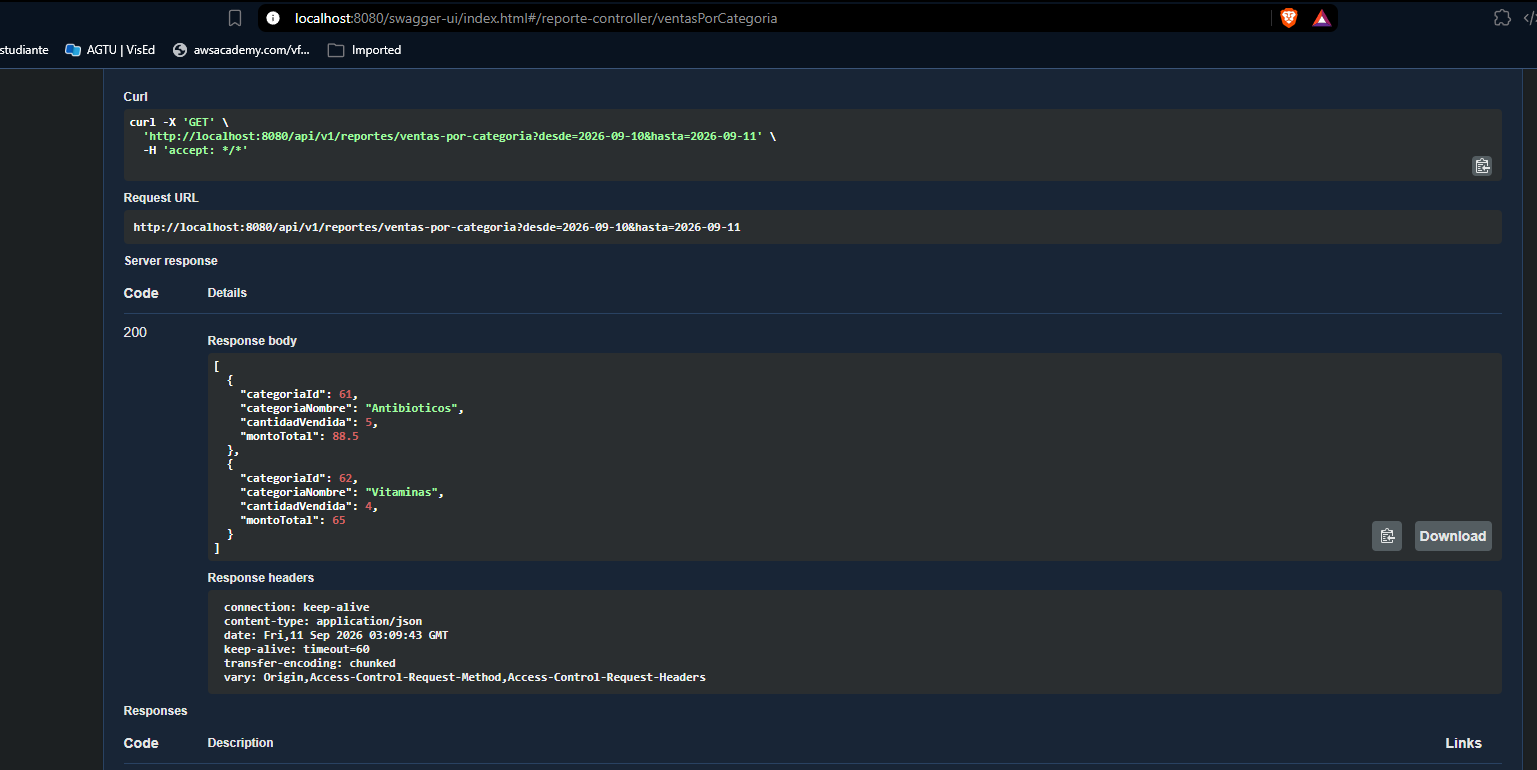 localhost:8080/swagger-ui/index.html#/reporte-controller/ventasPorCategoria
studiante AGTU | VisEd awsacademy.com/vf... Imported
Curl
curl -X 'GET' \
'http://localhost:8080/api/v1/reportes/ventas-por-categoria?desde=2026-09-10&hasta=2026-09-11' \
-H 'accept: */*'
Request URL
http://localhost:8080/api/v1/reportes/ventas-por-categoria?desde=2026-09-10&hasta=2026-09-11
Server response
Code Details
200
Response body
[
  {
    "categoriaId": 61,
    "categoriaNombre": "Antibioticos",
    "cantidadVendida": 5,
    "montoTotal": 88.5
  },
  {
    "categoriaId": 62,
    "categoriaNombre": "Vitaminas",
    "cantidadVendida": 4,
    "montoTotal": 65
  }
]
Download
Response headers
connection: keep-alive
content-type: application/json
date: Fri,11 Sep 2026 03:09:43 GMT
keep-alive: timeout=60
transfer-encoding: chunked
vary: Origin,Access-Control-Request-Method,Access-Control-Request-Headers
Responses
Code Description Links